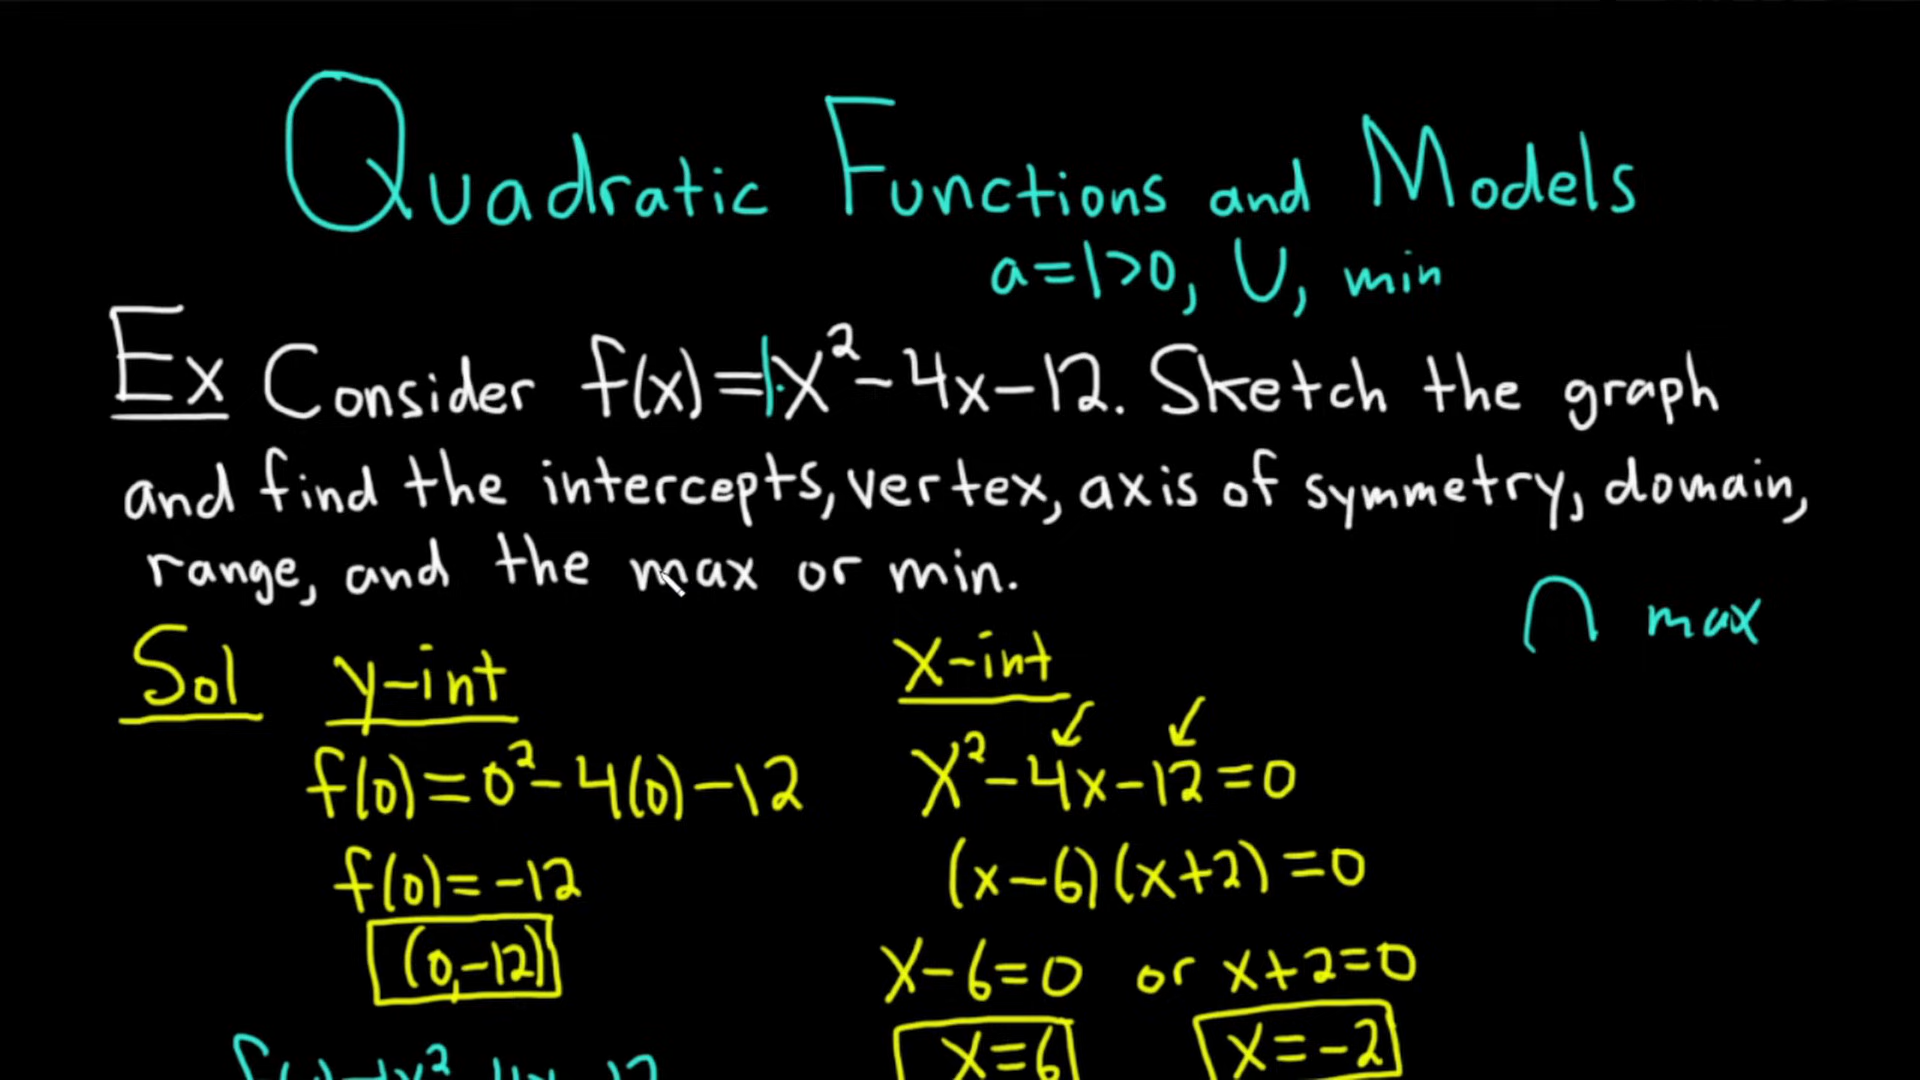 Quadratic Functions and Models
a=1>0, U, min
Ex Consider f(x)=1·x²-4x-12. Sketch the graph
and find the intercepts, vertex, axis of symmetry, domain,
range, and the max or min.
∩ max
Sol y-int
f(0)=0²-4(0)-12
f(0)=-12
(0,-12)
x-int
x²-4x-12=0
(x-6)(x+2)=0
x-6=0 or x+2=0
x=6 x=-2